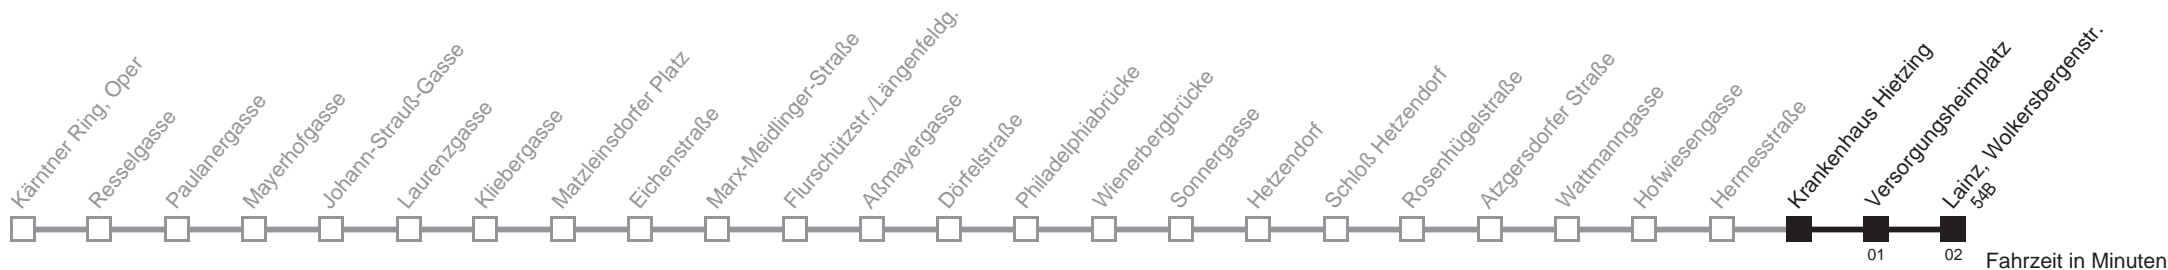 Kärntner Ring, Oper
Resselgasse
Paulanergasse
Mayerhofgasse
Johann-Strauß-Gasse
Laurenzgasse
Kliebergasse
Matzleinsdorfer Platz
Eichenstraße
Marx-Meidlinger-Straße
Flurschützstr./Längenfeldg.
Aßmayergasse
Dörfelstraße
Philadelphiabrücke
Wienerbergbrücke
Sonnergasse
Hetzendorf
Schloß Hetzendorf
Rosenhügelstraße
Atzgersdorfer Straße
Wattmanngasse
Hofwiesengasse
Hermesstraße
Krankenhaus Hietzing
Versorgungsheimplatz
Lainz, Wolkersbergenstr.
54B
01
02
Fahrzeit in Minuten